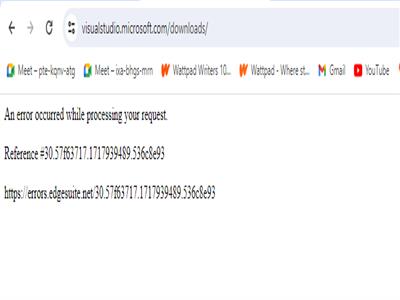 visualstudio.microsoft.com/downloads/
Meet – pte-kqnv-atg Meet – ixa-bhgs-mrn Wattpad Writers 10... Wattpad - Where st... Gmail YouTube
An error occurred while processing your request.
Reference #30.57f63717.1717939489.536c8e93
https://errors.edgesuite.net/30.57f63717.1717939489.536c8e93